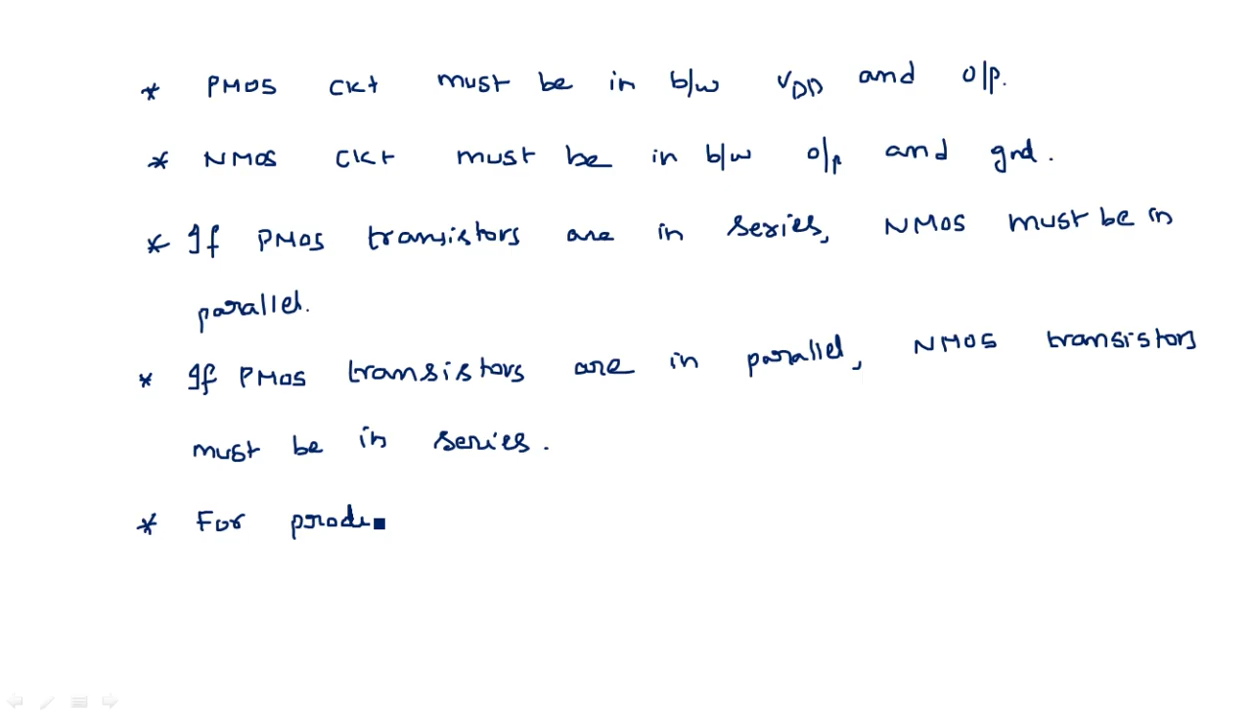 * PMOS Ckt must be in b/w VDD and o/p.
* NMOS Ckt must be in b/w o/p and gnd.
* If PMOS transistors are in series, NMOS must be in
parallel.
* If PMOS transistors are in parallel, NMOS transistors
must be in series.
* For produ